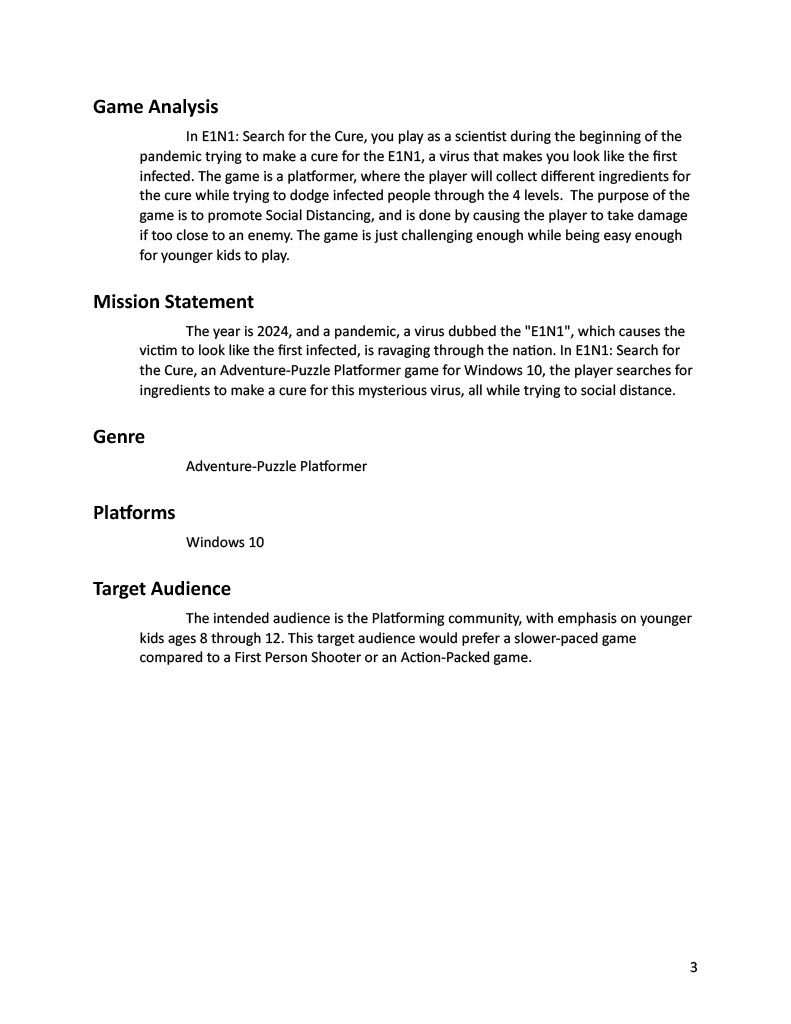 Game Analysis
In E1N1: Search for the Cure, you play as a scientist during the beginning of the
pandemic trying to make a cure for the E1N1, a virus that makes you look like the first
infected. The game is a platformer, where the player will collect different ingredients for
the cure while trying to dodge infected people through the 4 levels.  The purpose of the
game is to promote Social Distancing, and is done by causing the player to take damage
if too close to an enemy. The game is just challenging enough while being easy enough
for younger kids to play.
Mission Statement
The year is 2024, and a pandemic, a virus dubbed the "E1N1", which causes the
victim to look like the first infected, is ravaging through the nation. In E1N1: Search for
the Cure, an Adventure-Puzzle Platformer game for Windows 10, the player searches for
ingredients to make a cure for this mysterious virus, all while trying to social distance.
Genre
Adventure-Puzzle Platformer
Platforms
Windows 10
Target Audience
The intended audience is the Platforming community, with emphasis on younger
kids ages 8 through 12. This target audience would prefer a slower-paced game
compared to a First Person Shooter or an Action-Packed game.
3